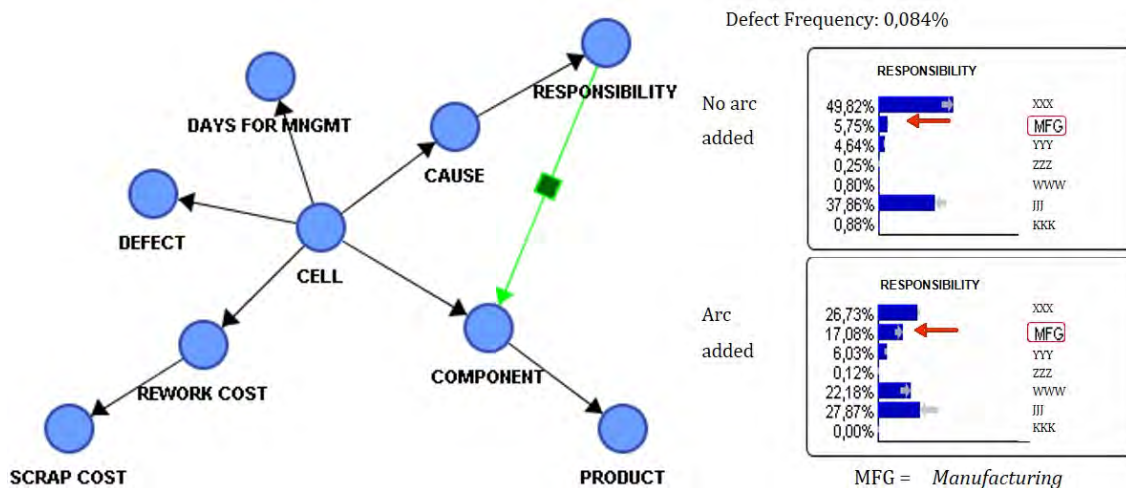 Defect Frequency: 0,084%
RESPONSIBILITY
DAYS FOR MNGMT
CAUSE
DEFECT
CELL
REWORK COST
COMPONENT
SCRAP COST
PRODUCT
No arc
added
RESPONSIBILITY
49,82% XXX
5,75% MFG
4,64% YYY
0,25% ZZZ
0,80% WWW
37,86% JJJ
0,88% KKK
Arc
added
RESPONSIBILITY
26,73% XXX
17,08% MFG
6,03% YYY
0,12% ZZZ
22,18% WWW
27,87% JJJ
0,00% KKK
MFG = Manufacturing